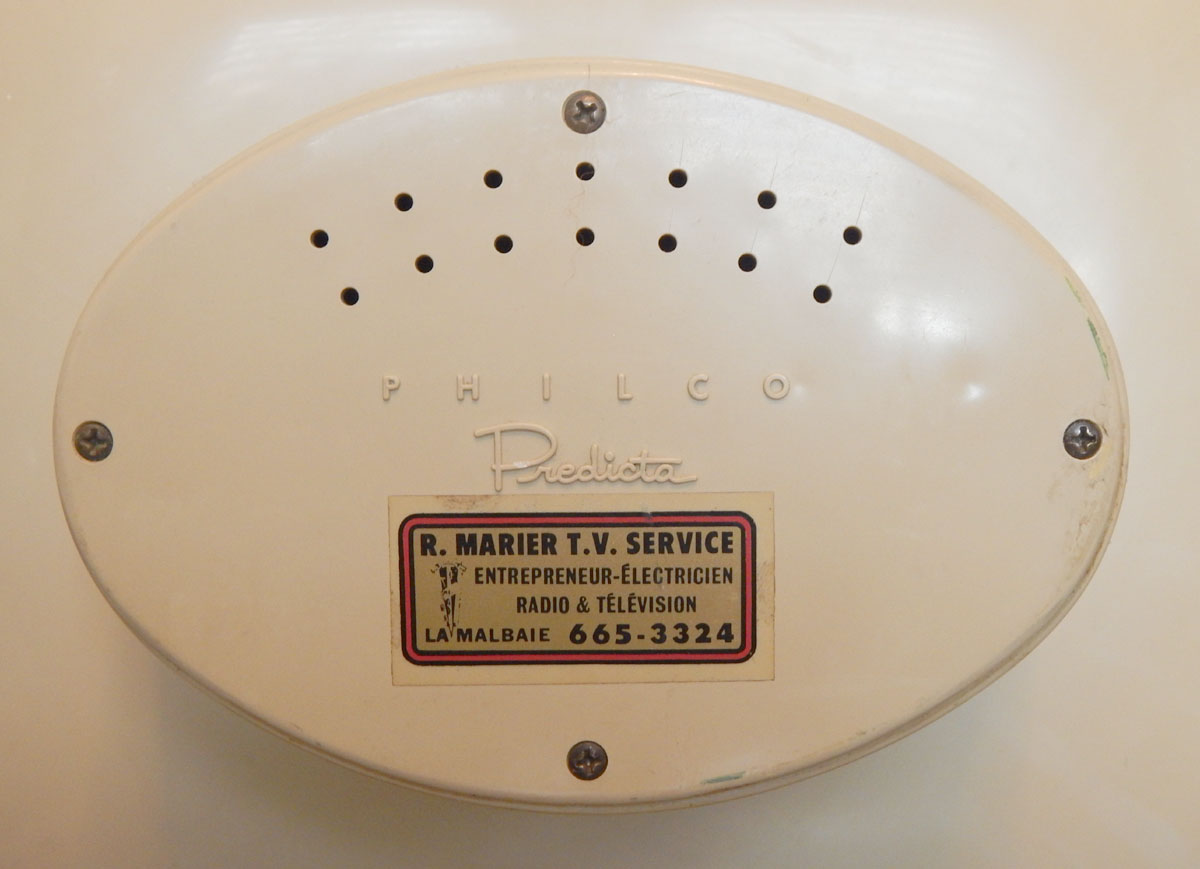 PHILCO
Predicta
R. MARIER T.V. SERVICE
ENTREPRENEUR-ÉLECTRICIEN
RADIO & TÉLÉVISION
LA MALBAIE 665-3324